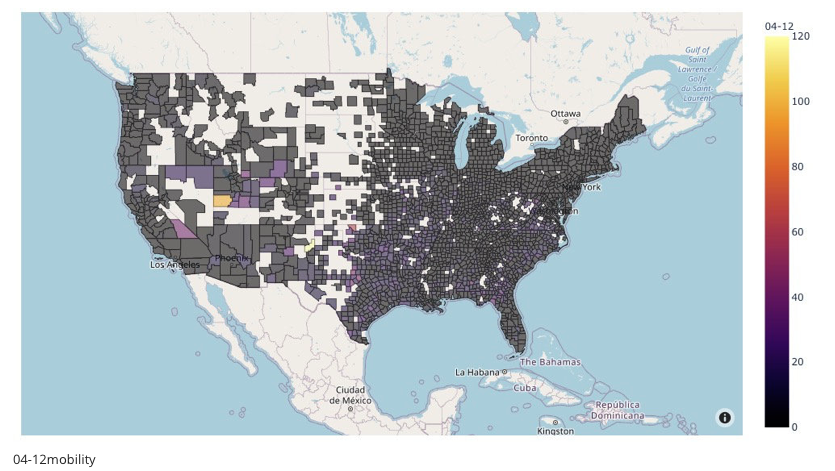 04-12
120
100
80
60
40
20
0
Gulf of
Saint
Lawrence /
Golfe
du Saint-
Laurent
Ottawa
Toronto
New York
Los Angeles
Phoenix
The Bahamas
La Habana
Cuba
Ciudad
de México
República
Dominicana
Kingston
i
04-12mobility